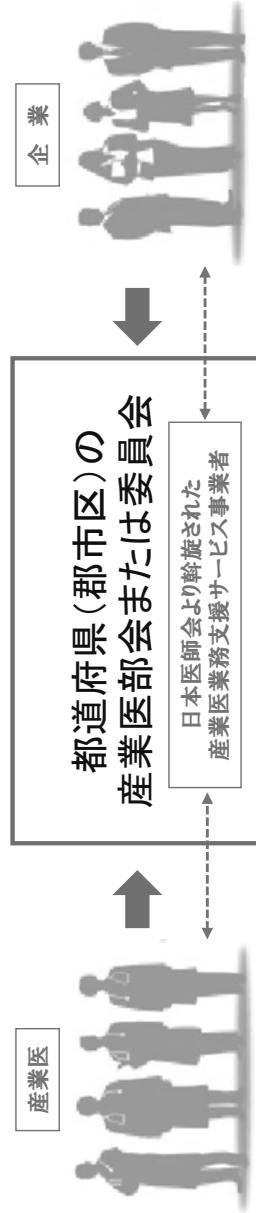 産業医
都道府県(郡市区)の
産業医部会または委員会
日本医師会より斡旋された
産業医業務支援サービス事業者
企 業